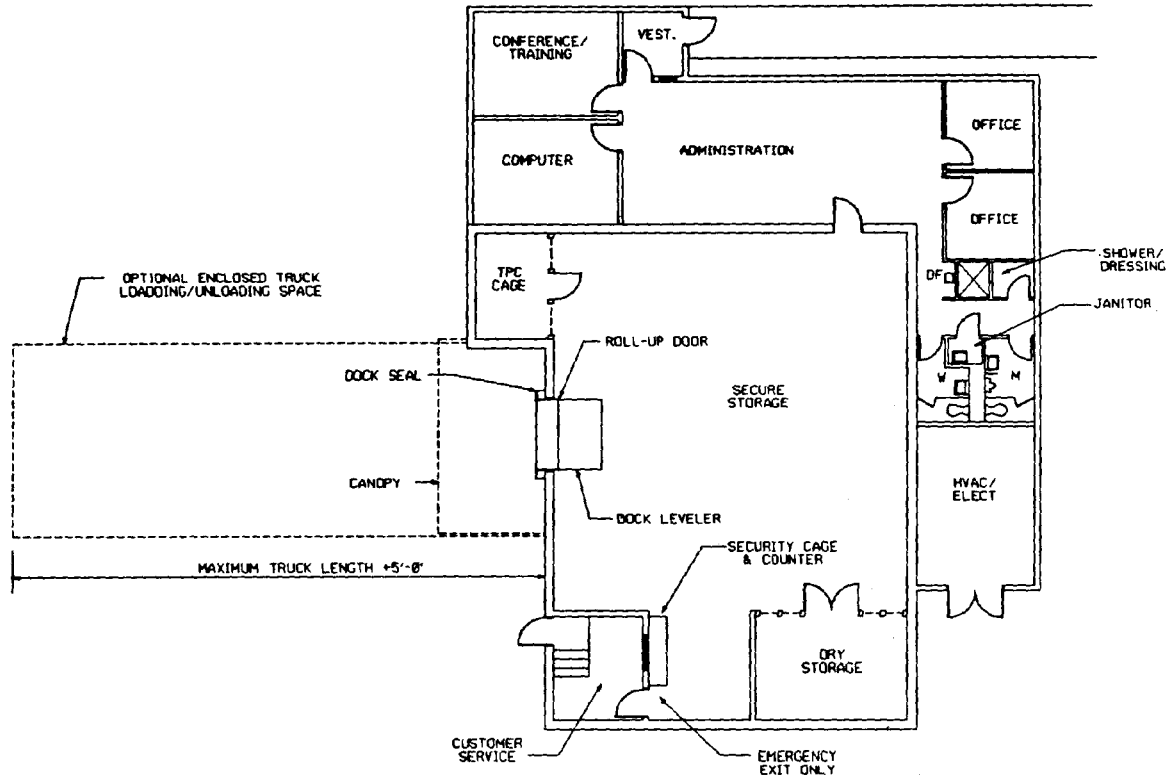 CONFERENCE/
TRAINING
VEST.
OFFICE
COMPUTER
ADMINISTRATION
OFFICE
SHOWER/
DRESSING
TPC
CAGE
DF
OPTIONAL ENCLOSED TRUCK
LOADDING/UNLOADING SPACE
JANITOR
ROLL-UP DOOR
DOCK SEAL
W
M
SECURE
STORAGE
CANOPY
HVAC/
ELECT
DOCK LEVELER
SECURITY CAGE
& COUNTER
MAXIMUM TRUCK LENGTH +5'-0"
DRY
STORAGE
CUSTOMER
SERVICE
EMERGENCY
EXIT ONLY